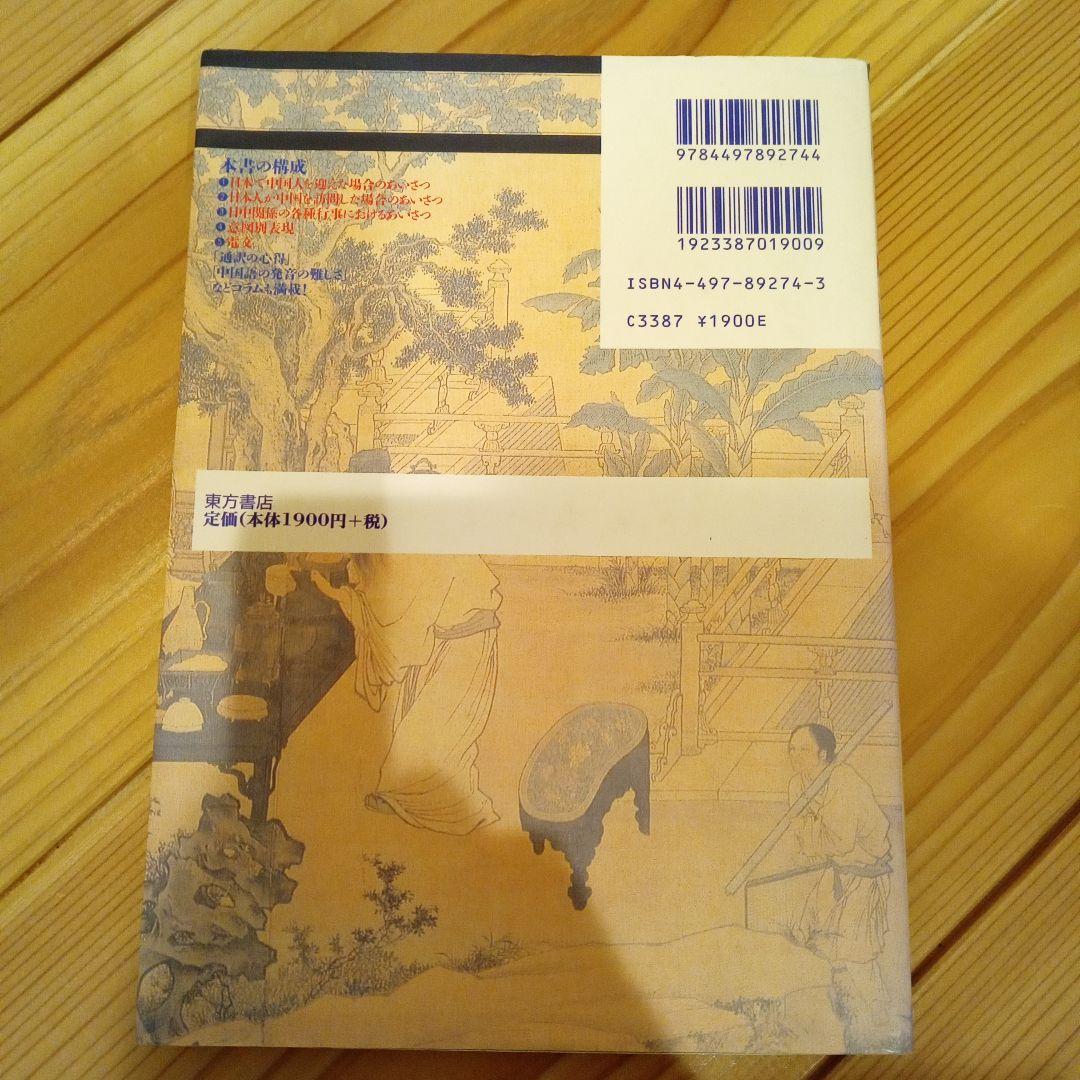 本書の構成
❶日本で中国人を迎えた場合のあいさつ
❷日本人が中国を訪問した場合のあいさつ
❸日中関係の各種行事におけるあいさつ
❹意図別表現
❺電文
「通訳の心得」
「中国語の発音の難しさ」
などコラムも満載!
9784497892744
1923387019009
ISBN4-497-89274-3
C3387 ¥1900E
東方書店
定価(本体1900円+税)